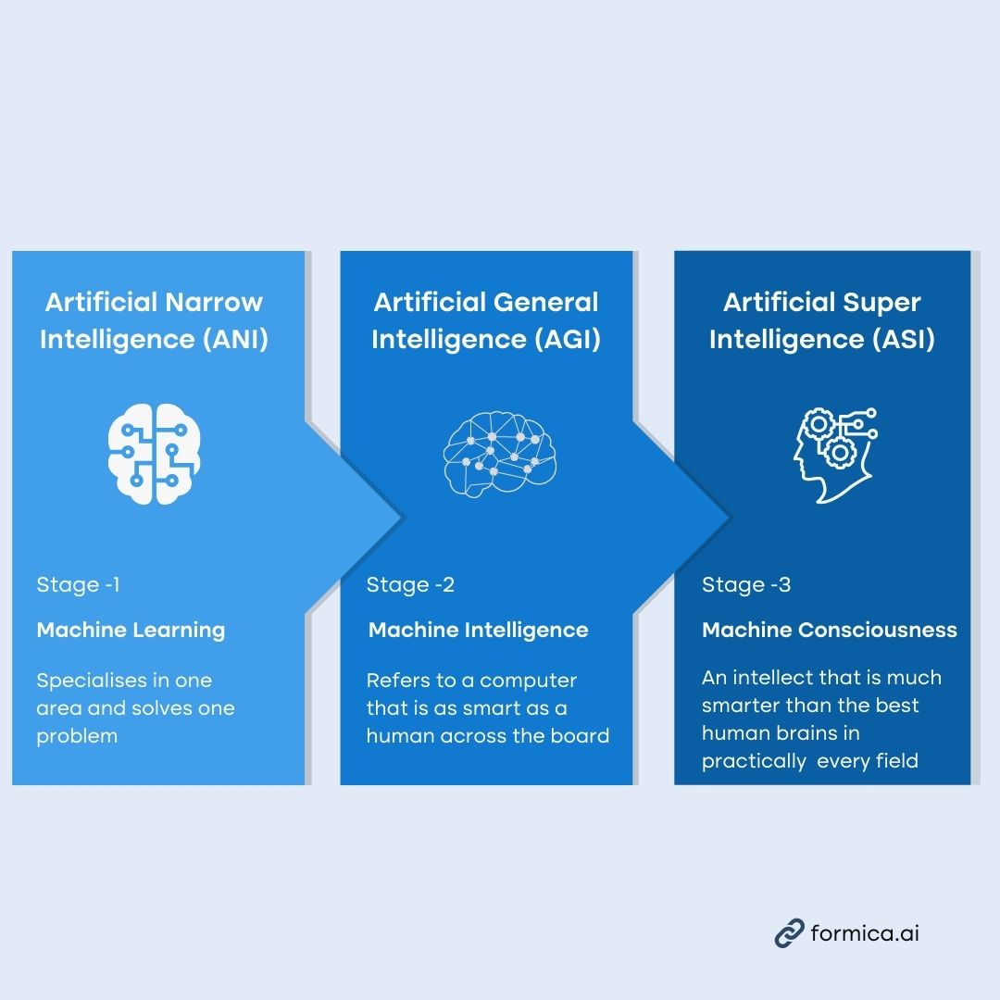 Artificial Narrow
Intelligence (ANI)
Stage -1
Machine Learning
Specialises in one
area and solves one
problem
Artificial General
Intelligence (AGI)
Stage -2
Machine Intelligence
Refers to a computer
that is as smart as a
human across the board
Artificial Super
Intelligence (ASI)
Stage -3
Machine Consciousness
An intellect that is much
smarter than the best
human brains in
practically  every field
formica.ai